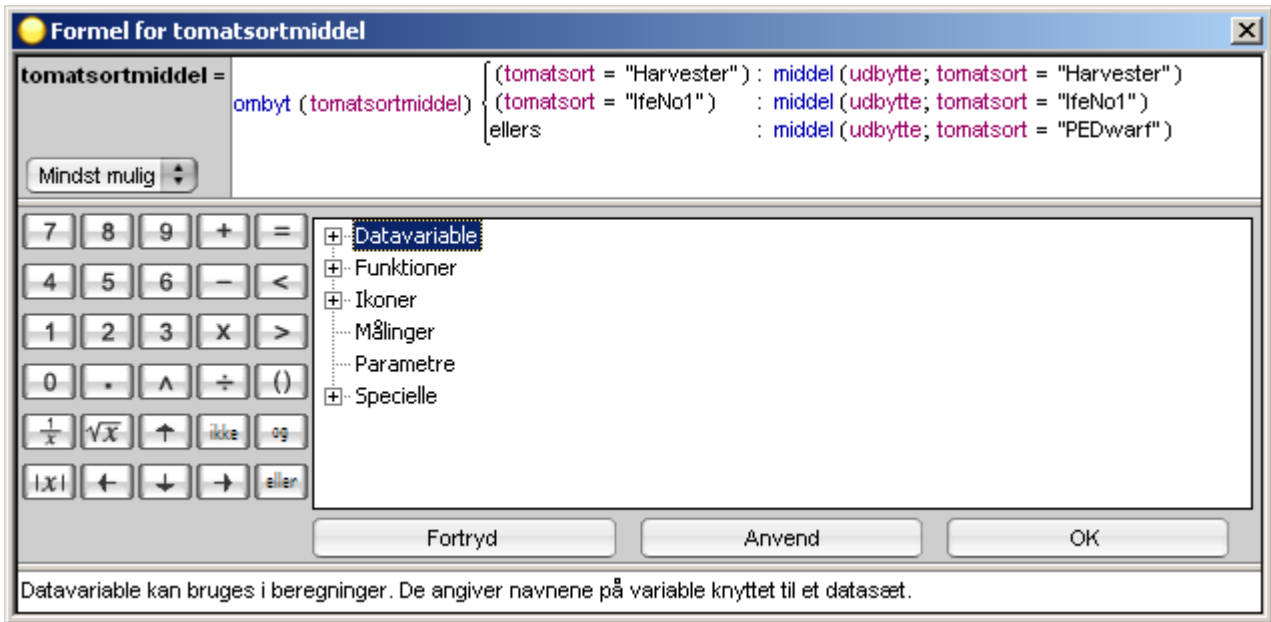 Formel for tomatsortmiddel
tomatsortmiddel =
ombyt (tomatsortmiddel)
(tomatsort = "Harvester") : middel (udbytte; tomatsort = "Harvester")
(tomatsort = "IfeNo1") : middel (udbytte; tomatsort = "IfeNo1")
ellers : middel (udbytte; tomatsort = "PEDwarf")
Mindst mulig
7 8 9 + =
4 5 6 − <
1 2 3 X >
0 . ^ ÷ ()
1/x √x ↑ ikke og
|x| ← ↓ → eller
Datavariable
Funktioner
Ikoner
Målinger
Parametre
Specielle
Fortryd Anvend OK
Datavariable kan bruges i beregninger. De angiver navnene på variable knyttet til et datasæt.